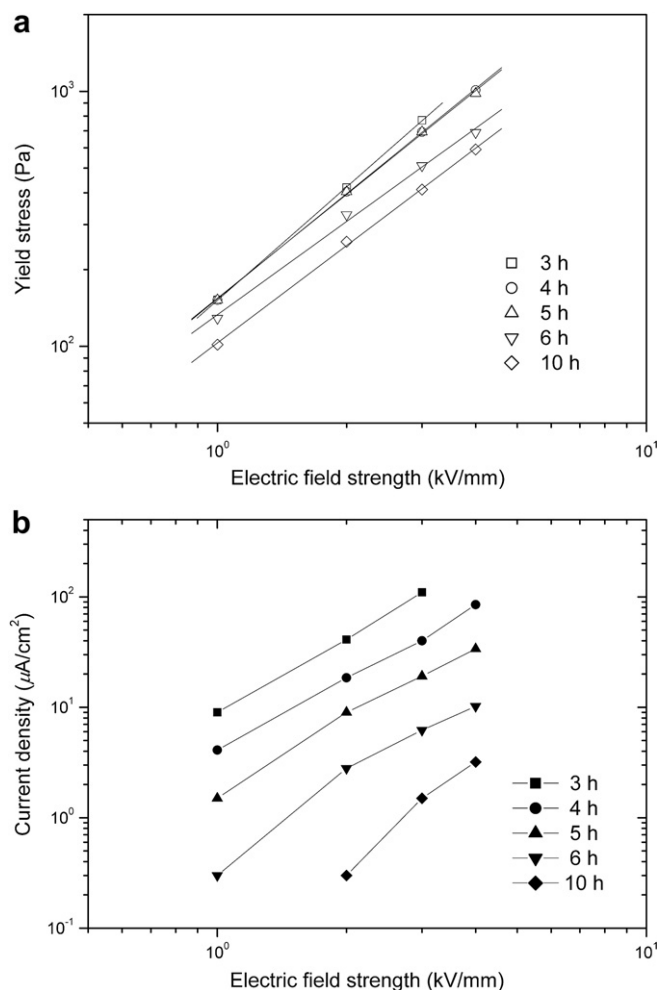 a
10³
10²
Yield stress (Pa)
3 h
4 h
5 h
6 h
10 h
10⁰
10¹
Electric field strength (kV/mm)
b
10²
10¹
10⁰
10⁻¹
Current density (μA/cm²)
3 h
4 h
5 h
6 h
10 h
10⁰
10¹
Electric field strength (kV/mm)